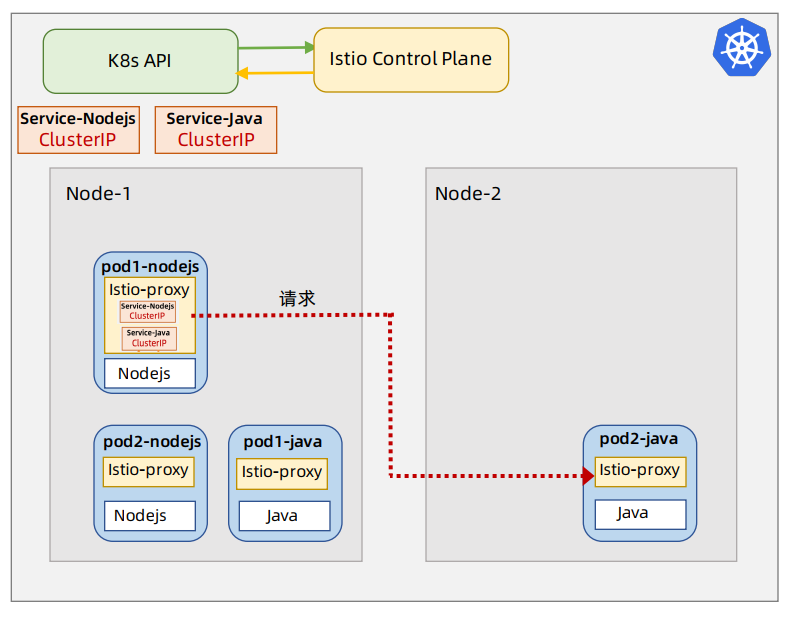 K8s API
Istio Control Plane
Service-Nodejs
ClusterIP
Service-Java
ClusterIP
Node-1
Node-2
pod1-nodejs
Istio-proxy
Service-Nodejs
ClusterIP
Service-Java
ClusterIP
Nodejs
请求
pod2-nodejs
Istio-proxy
Nodejs
pod1-java
Istio-proxy
Java
pod2-java
Istio-proxy
Java